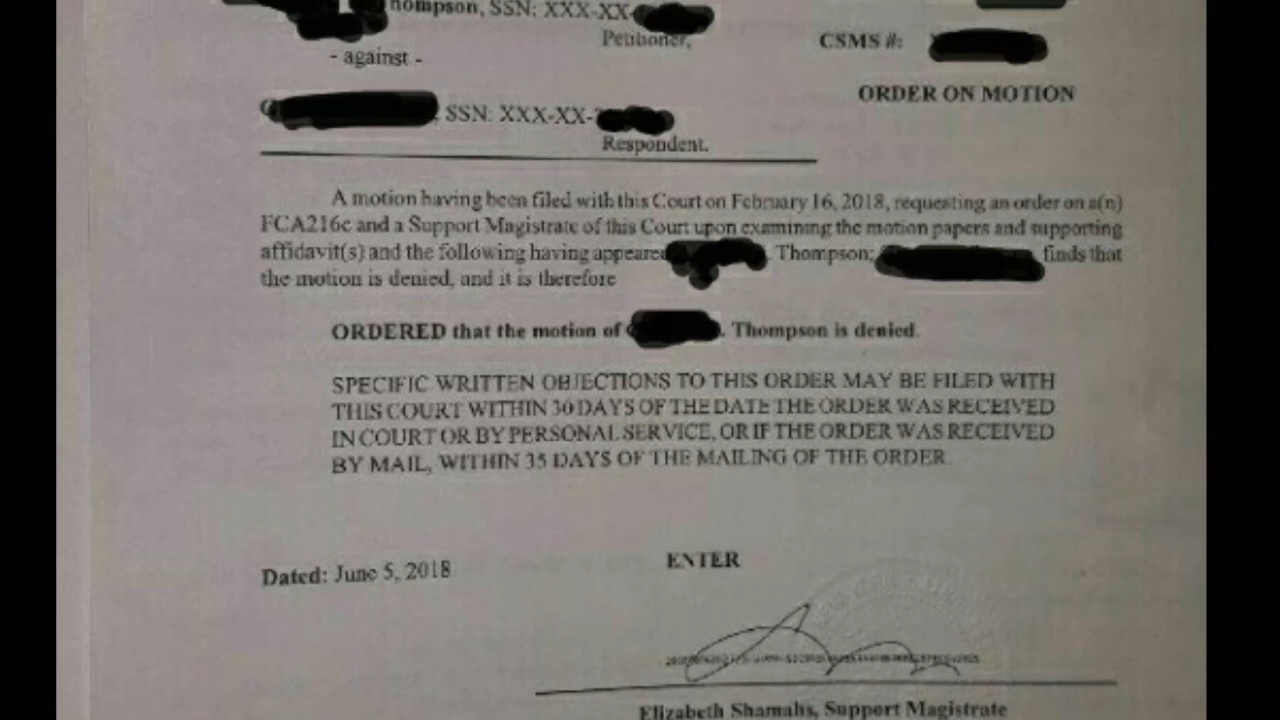 hompson, SSN: XXX-XX-
Petitioner,
CSMS #:
- against -
ORDER ON MOTION
SSN: XXX-XX-
Respondent.
A motion having been filed with this Court on February 16, 2018, requesting an order on a(n)
FCA216c and a Support Magistrate of this Court upon examining the motion papers and supporting
affidavit(s) and the following having appeared Thompson; finds that
the motion is denied, and it is therefore
ORDERED that the motion of Thompson is denied.
SPECIFIC WRITTEN OBJECTIONS TO THIS ORDER MAY BE FILED WITH
THIS COURT WITHIN 30 DAYS OF THE DATE THE ORDER WAS RECEIVED
IN COURT OR BY PERSONAL SERVICE, OR IF THE ORDER WAS RECEIVED
BY MAIL, WITHIN 35 DAYS OF THE MAILING OF THE ORDER.
Dated: June 5, 2018
ENTER
Elizabeth Shamahs, Support Magistrate